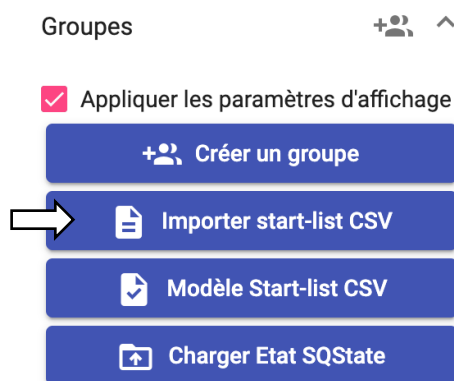 Groupes
Appliquer les paramètres d'affichage
Créer un groupe
Importer start-list CSV
Modèle Start-list CSV
Charger Etat SQState